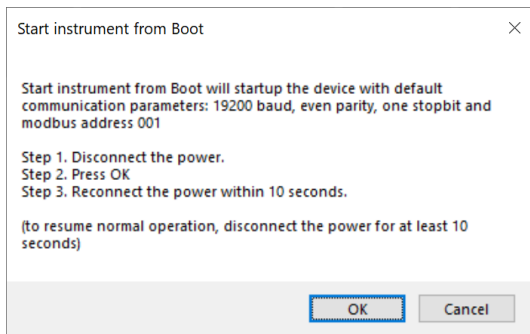 Start instrument from Boot
Start instrument from Boot will startup the device with default
communication parameters: 19200 baud, even parity, one stopbit and
modbus address 001
Step 1. Disconnect the power.
Step 2. Press OK
Step 3. Reconnect the power within 10 seconds.
(to resume normal operation, disconnect the power for at least 10
seconds)
OK
Cancel